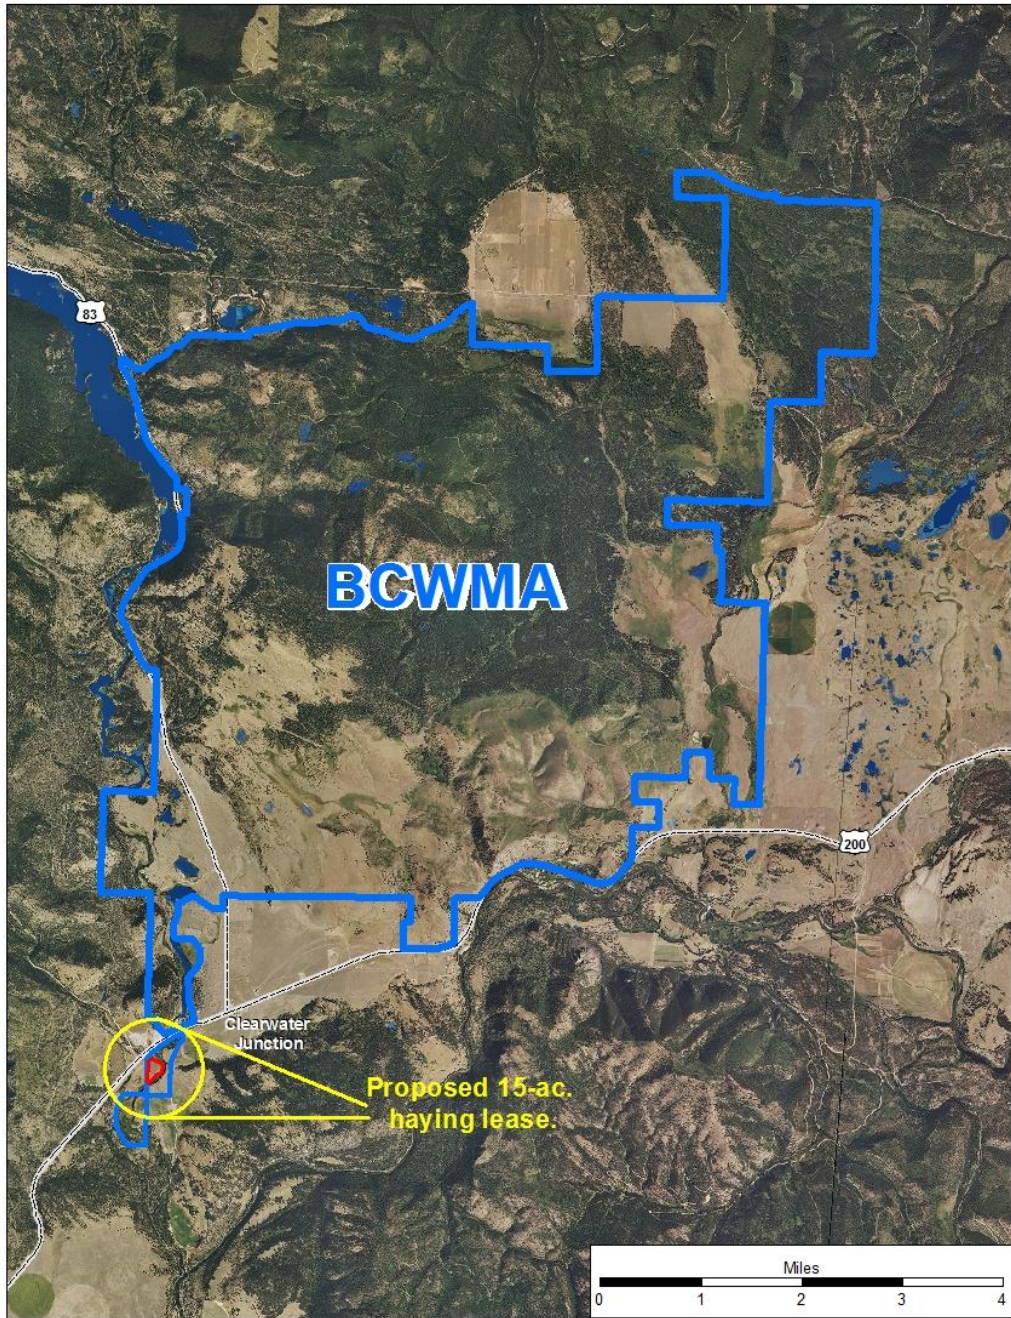 83
BCWMA
200
Clearwater
Junction
Proposed 15-ac.
haying lease.
Miles
0 1 2 3 4